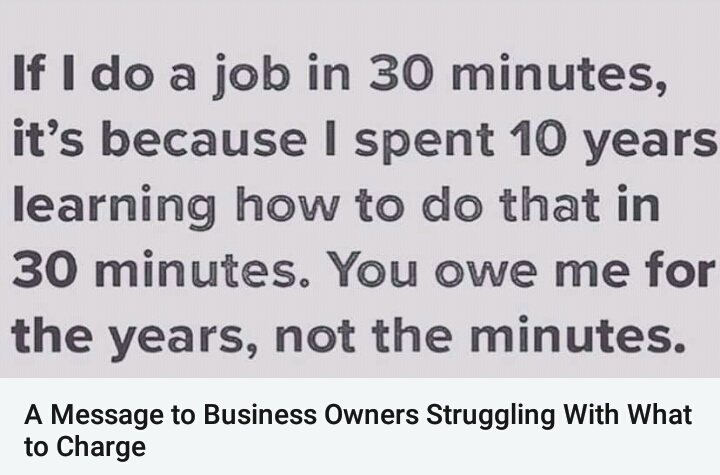 If I do a job in 30 minutes,
it's because I spent 10 years
learning how to do that in
30 minutes. You owe me for
the years, not the minutes.
A Message to Business Owners Struggling With What
to Charge